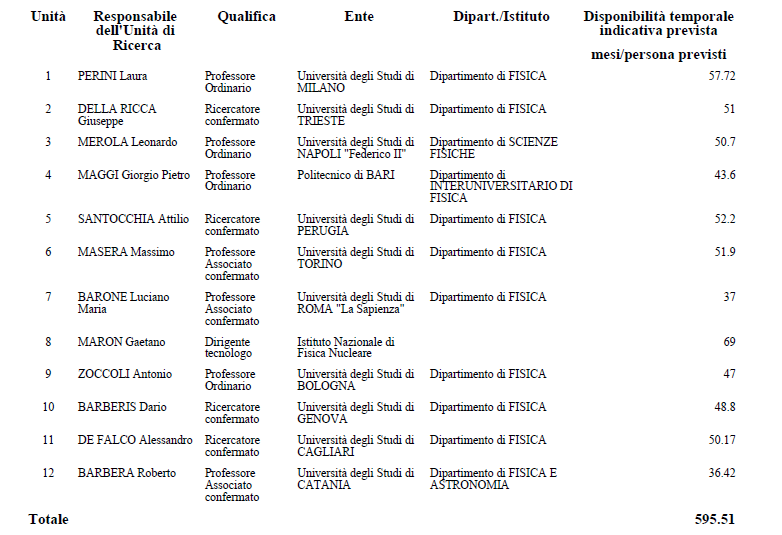 Unità Responsabile dell'Unità di Ricerca Qualifica Ente Dipart./Istituto Disponibilità temporale indicativa prevista
mesi/persona previsti
1 PERINI Laura Professore Ordinario Università degli Studi di MILANO Dipartimento di FISICA 57.72
2 DELLA RICCA Giuseppe Ricercatore confermato Università degli Studi di TRIESTE Dipartimento di FISICA 51
3 MEROLA Leonardo Professore Ordinario Università degli Studi di NAPOLI "Federico II" Dipartimento di SCIENZE FISICHE 50.7
4 MAGGI Giorgio Pietro Professore Ordinario Politecnico di BARI Dipartimento di INTERUNIVERSITARIO DI FISICA 43.6
5 SANTOCCHIA Attilio Ricercatore confermato Università degli Studi di PERUGIA Dipartimento di FISICA 52.2
6 MASERA Massimo Professore Associato confermato Università degli Studi di TORINO Dipartimento di FISICA 51.9
7 BARONE Luciano Maria Professore Associato confermato Università degli Studi di ROMA "La Sapienza" Dipartimento di FISICA 37
8 MARON Gaetano Dirigente tecnologo Istituto Nazionale di Fisica Nucleare 69
9 ZOCCOLI Antonio Professore Ordinario Università degli Studi di BOLOGNA Dipartimento di FISICA 47
10 BARBERIS Dario Ricercatore confermato Università degli Studi di GENOVA Dipartimento di FISICA 48.8
11 DE FALCO Alessandro Ricercatore confermato Università degli Studi di CAGLIARI Dipartimento di FISICA 50.17
12 BARBERA Roberto Professore Associato confermato Università degli Studi di CATANIA Dipartimento di FISICA E ASTRONOMIA 36.42
Totale 595.51